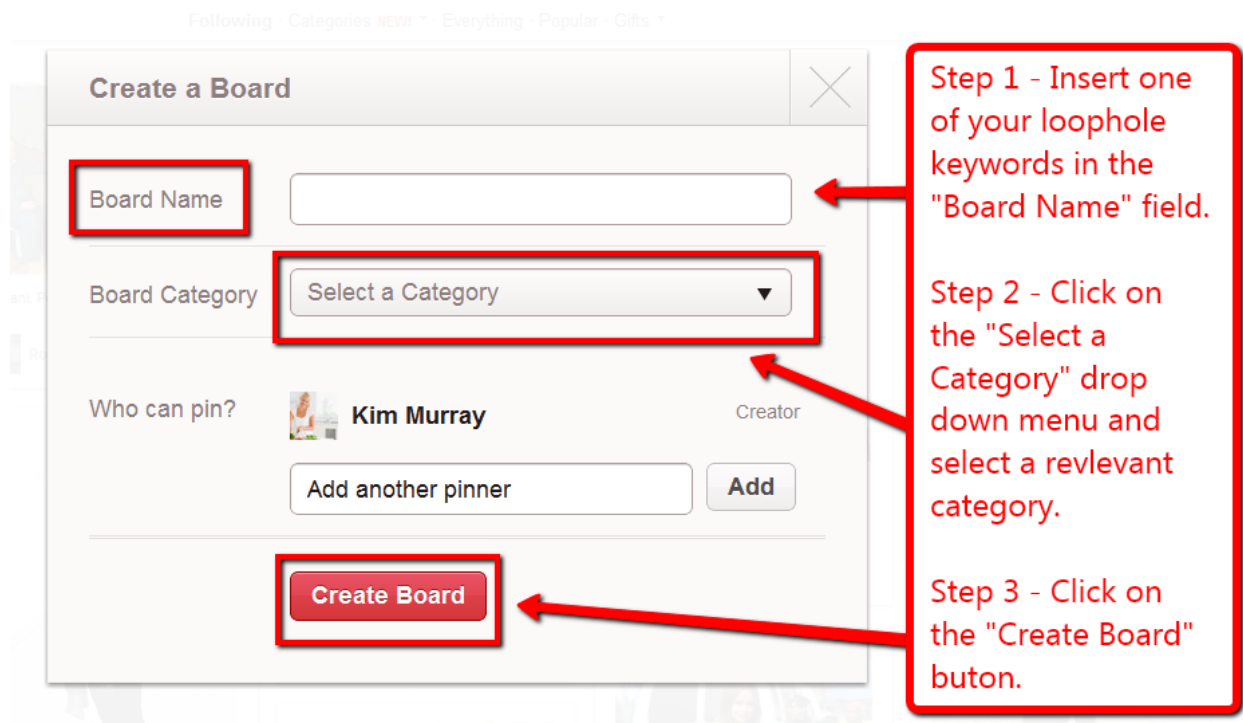 Following Categories NEW! Everything Popular Gifts
Create a Board
Board Name
Board Category
Select a Category
Who can pin?
Kim Murray
Creator
Add another pinner
Add
Create Board
Step 1 - Insert one
of your loophole
keywords in the
"Board Name" field.
Step 2 - Click on
the "Select a
Category" drop
down menu and
select a revlevant
category.
Step 3 - Click on
the "Create Board"
buton.